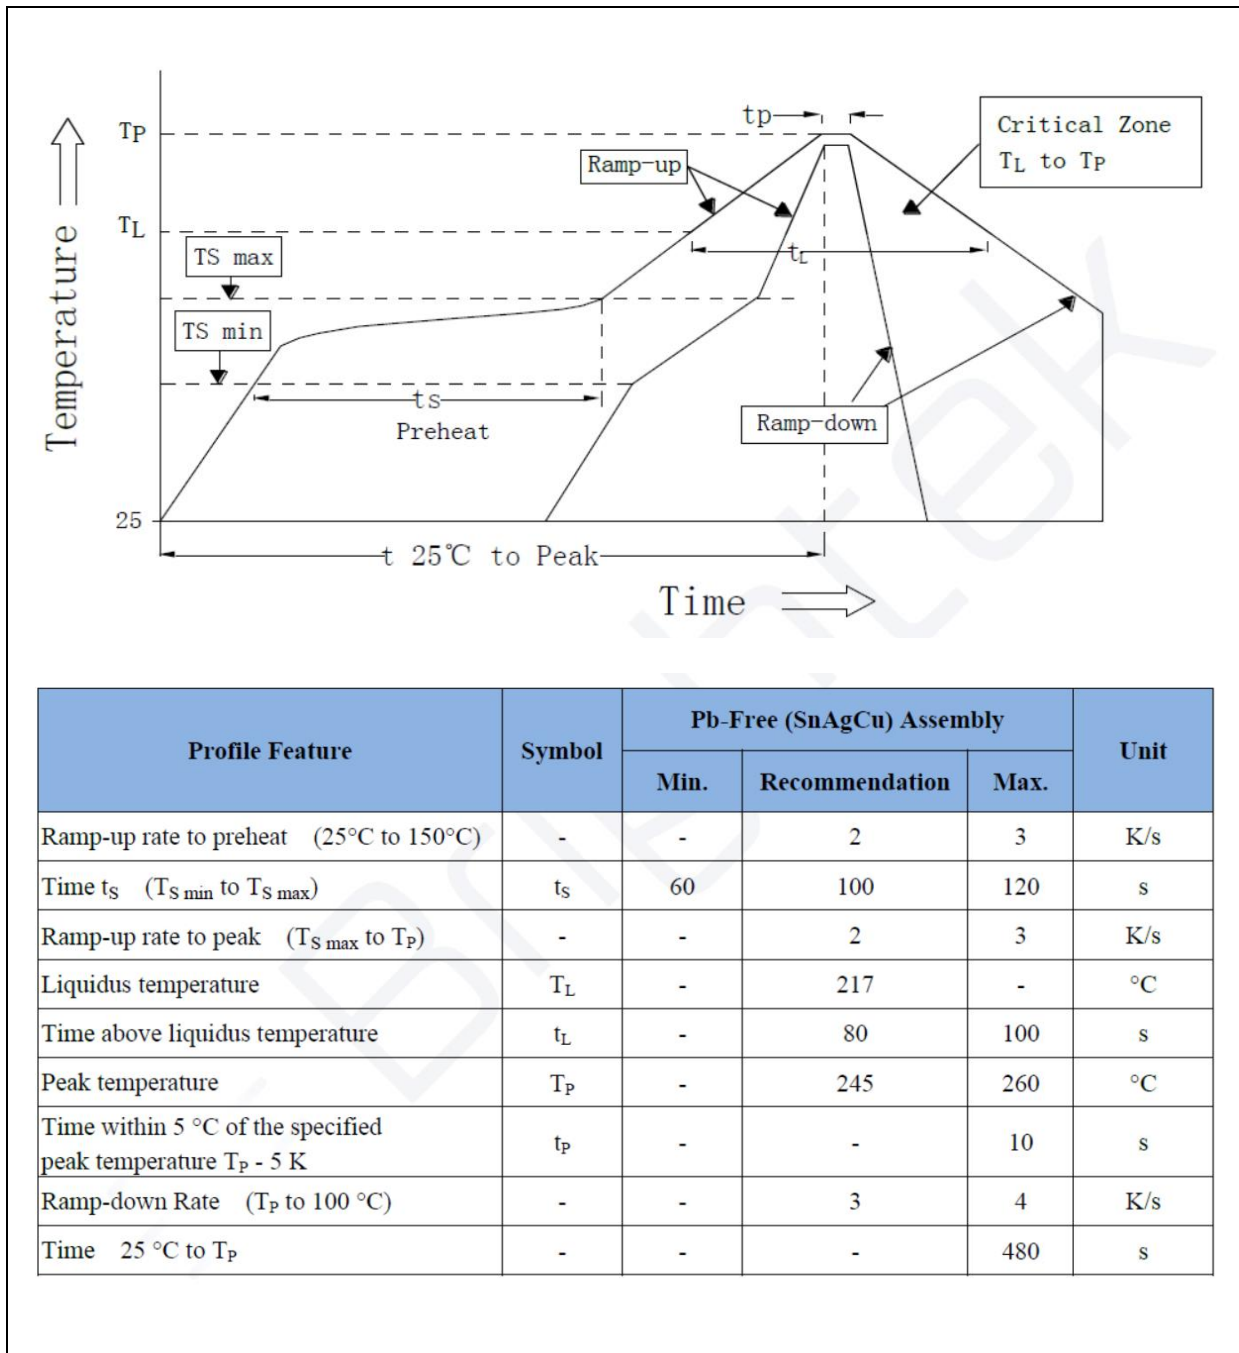 tp
Critical Zone
TL to TP
TP
Ramp-up
TL
TS max
tL
TS min
tS
Preheat
Ramp-down
Temperature
25
t 25℃ to Peak
Time
Profile Feature Symbol Pb-Free (SnAgCu) Assembly Unit
Min. Recommendation Max.
Ramp-up rate to preheat (25°C to 150°C) - - 2 3 K/s
Time tS (TS min to TS max) tS 60 100 120 s
Ramp-up rate to peak (TS max to TP) - - 2 3 K/s
Liquidus temperature TL - 217 - °C
Time above liquidus temperature tL - 80 100 s
Peak temperature TP - 245 260 °C
Time within 5 °C of the specified
peak temperature TP - 5 K tP - - 10 s
Ramp-down Rate (TP to 100 °C) - - 3 4 K/s
Time 25 °C to TP - - - 480 s
Brightek